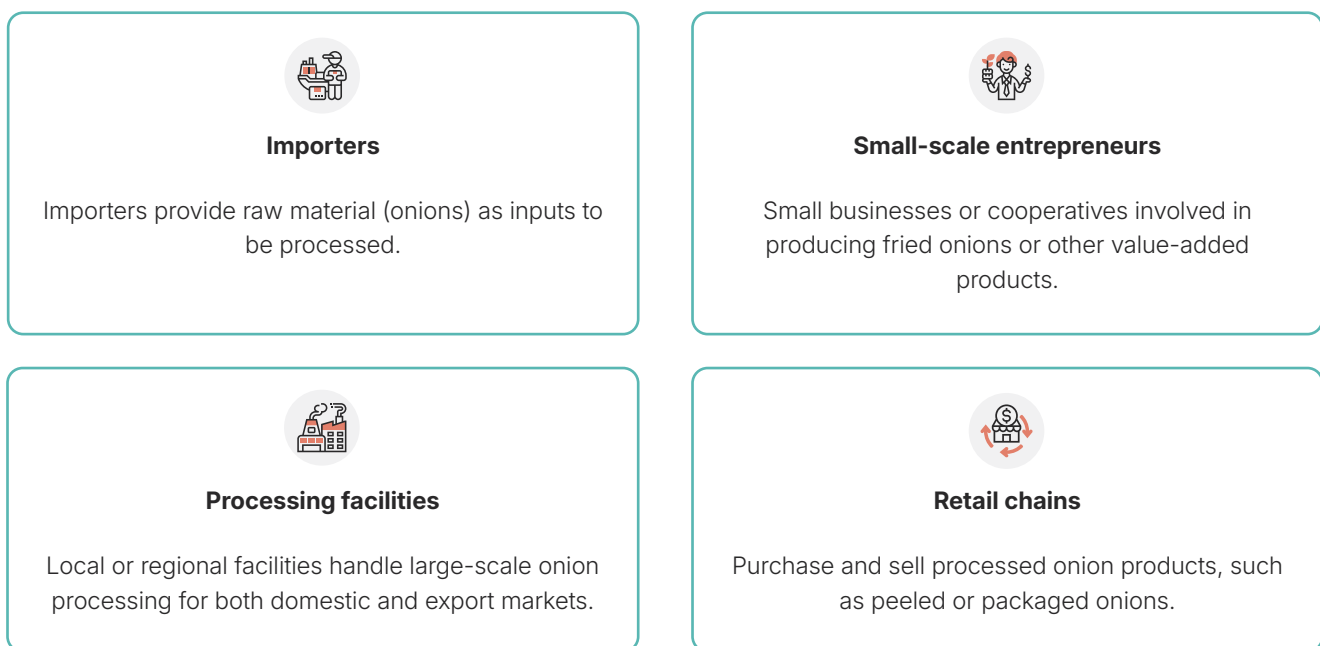 Importers
Importers provide raw material (onions) as inputs to
be processed.
Small-scale entrepreneurs
Small businesses or cooperatives involved in
producing fried onions or other value-added
products.
Processing facilities
Local or regional facilities handle large-scale onion
processing for both domestic and export markets.
Retail chains
Purchase and sell processed onion products, such
as peeled or packaged onions.